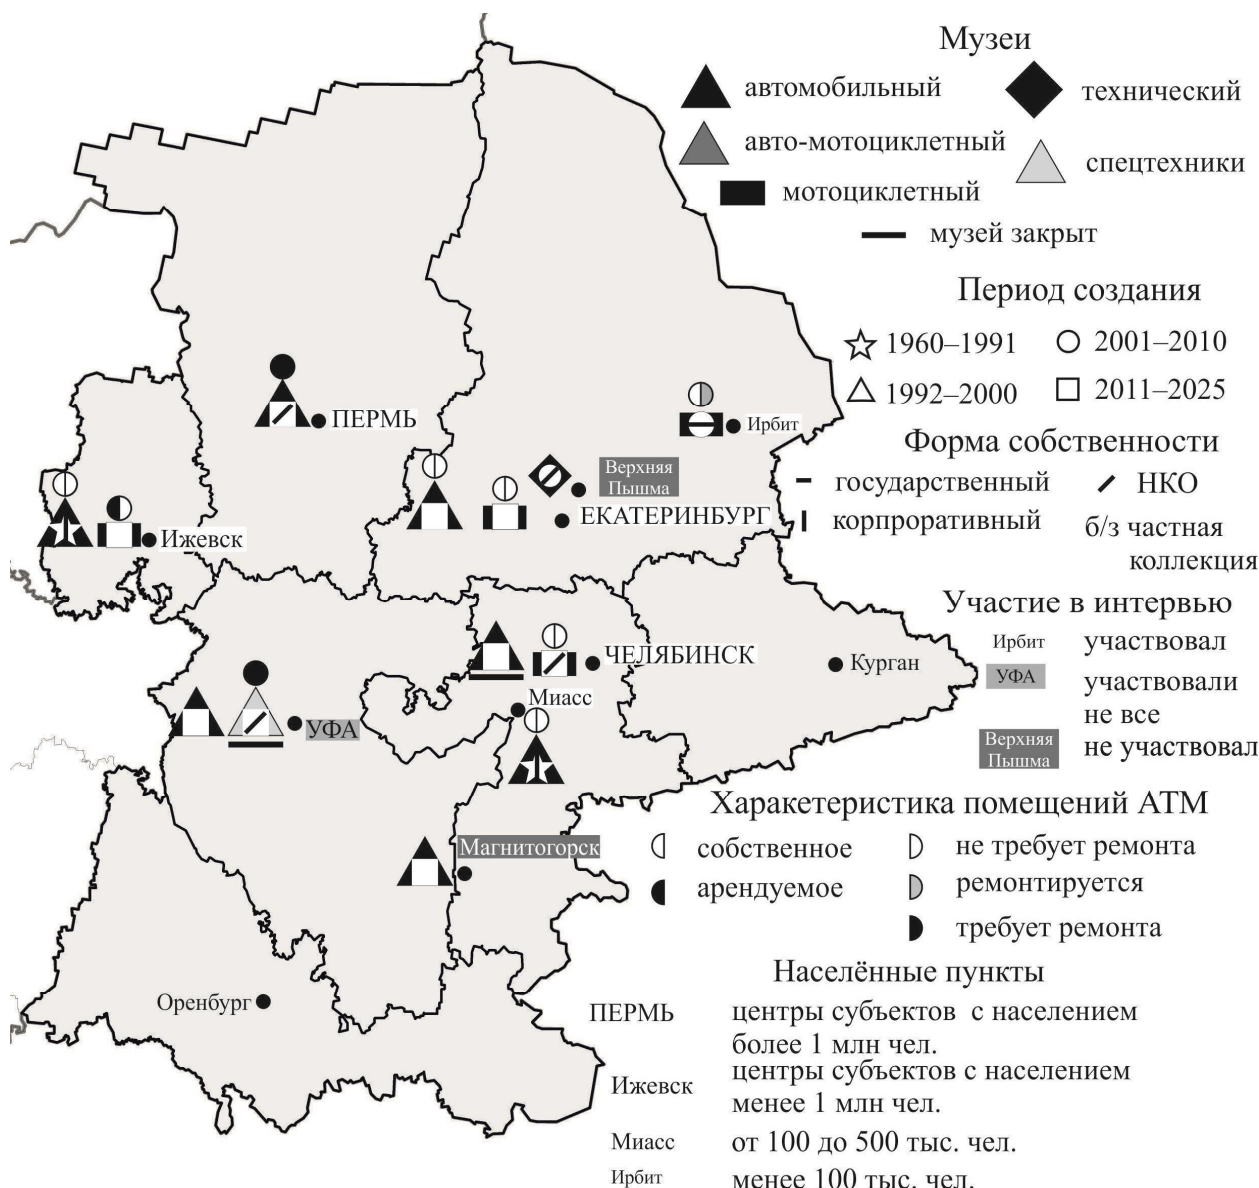 Музеи
автомобильный
технический
авто-мотоциклетный
спецтехники
мотоциклетный
музей закрыт
Период создания
1960–1991
2001–2010
1992–2000
2011–2025
Форма собственности
государственный
НКО
корпроративный
б/з частная
коллекция
Участие в интервью
Ирбит
участвовал
УФА
участвовали
не все
Верхняя
Пышма
не участвовал
Харакетеристика помещений АТМ
собственное
не требует ремонта
арендуемое
ремонтируется
требует ремонта
Населённые пункты
ПЕРМЬ
центры субъектов с населением
более 1 млн чел.
Ижевск
центры субъектов с населением
менее 1 млн чел.
Миасс
от 100 до 500 тыс. чел.
Ирбит
менее 100 тыс. чел.
ПЕРМЬ
Ирбит
Верхняя
Пышма
ЕКАТЕРИНБУРГ
Ижевск
ЧЕЛЯБИНСК
Курган
Миасс
УФА
Магнитогорск
Оренбург